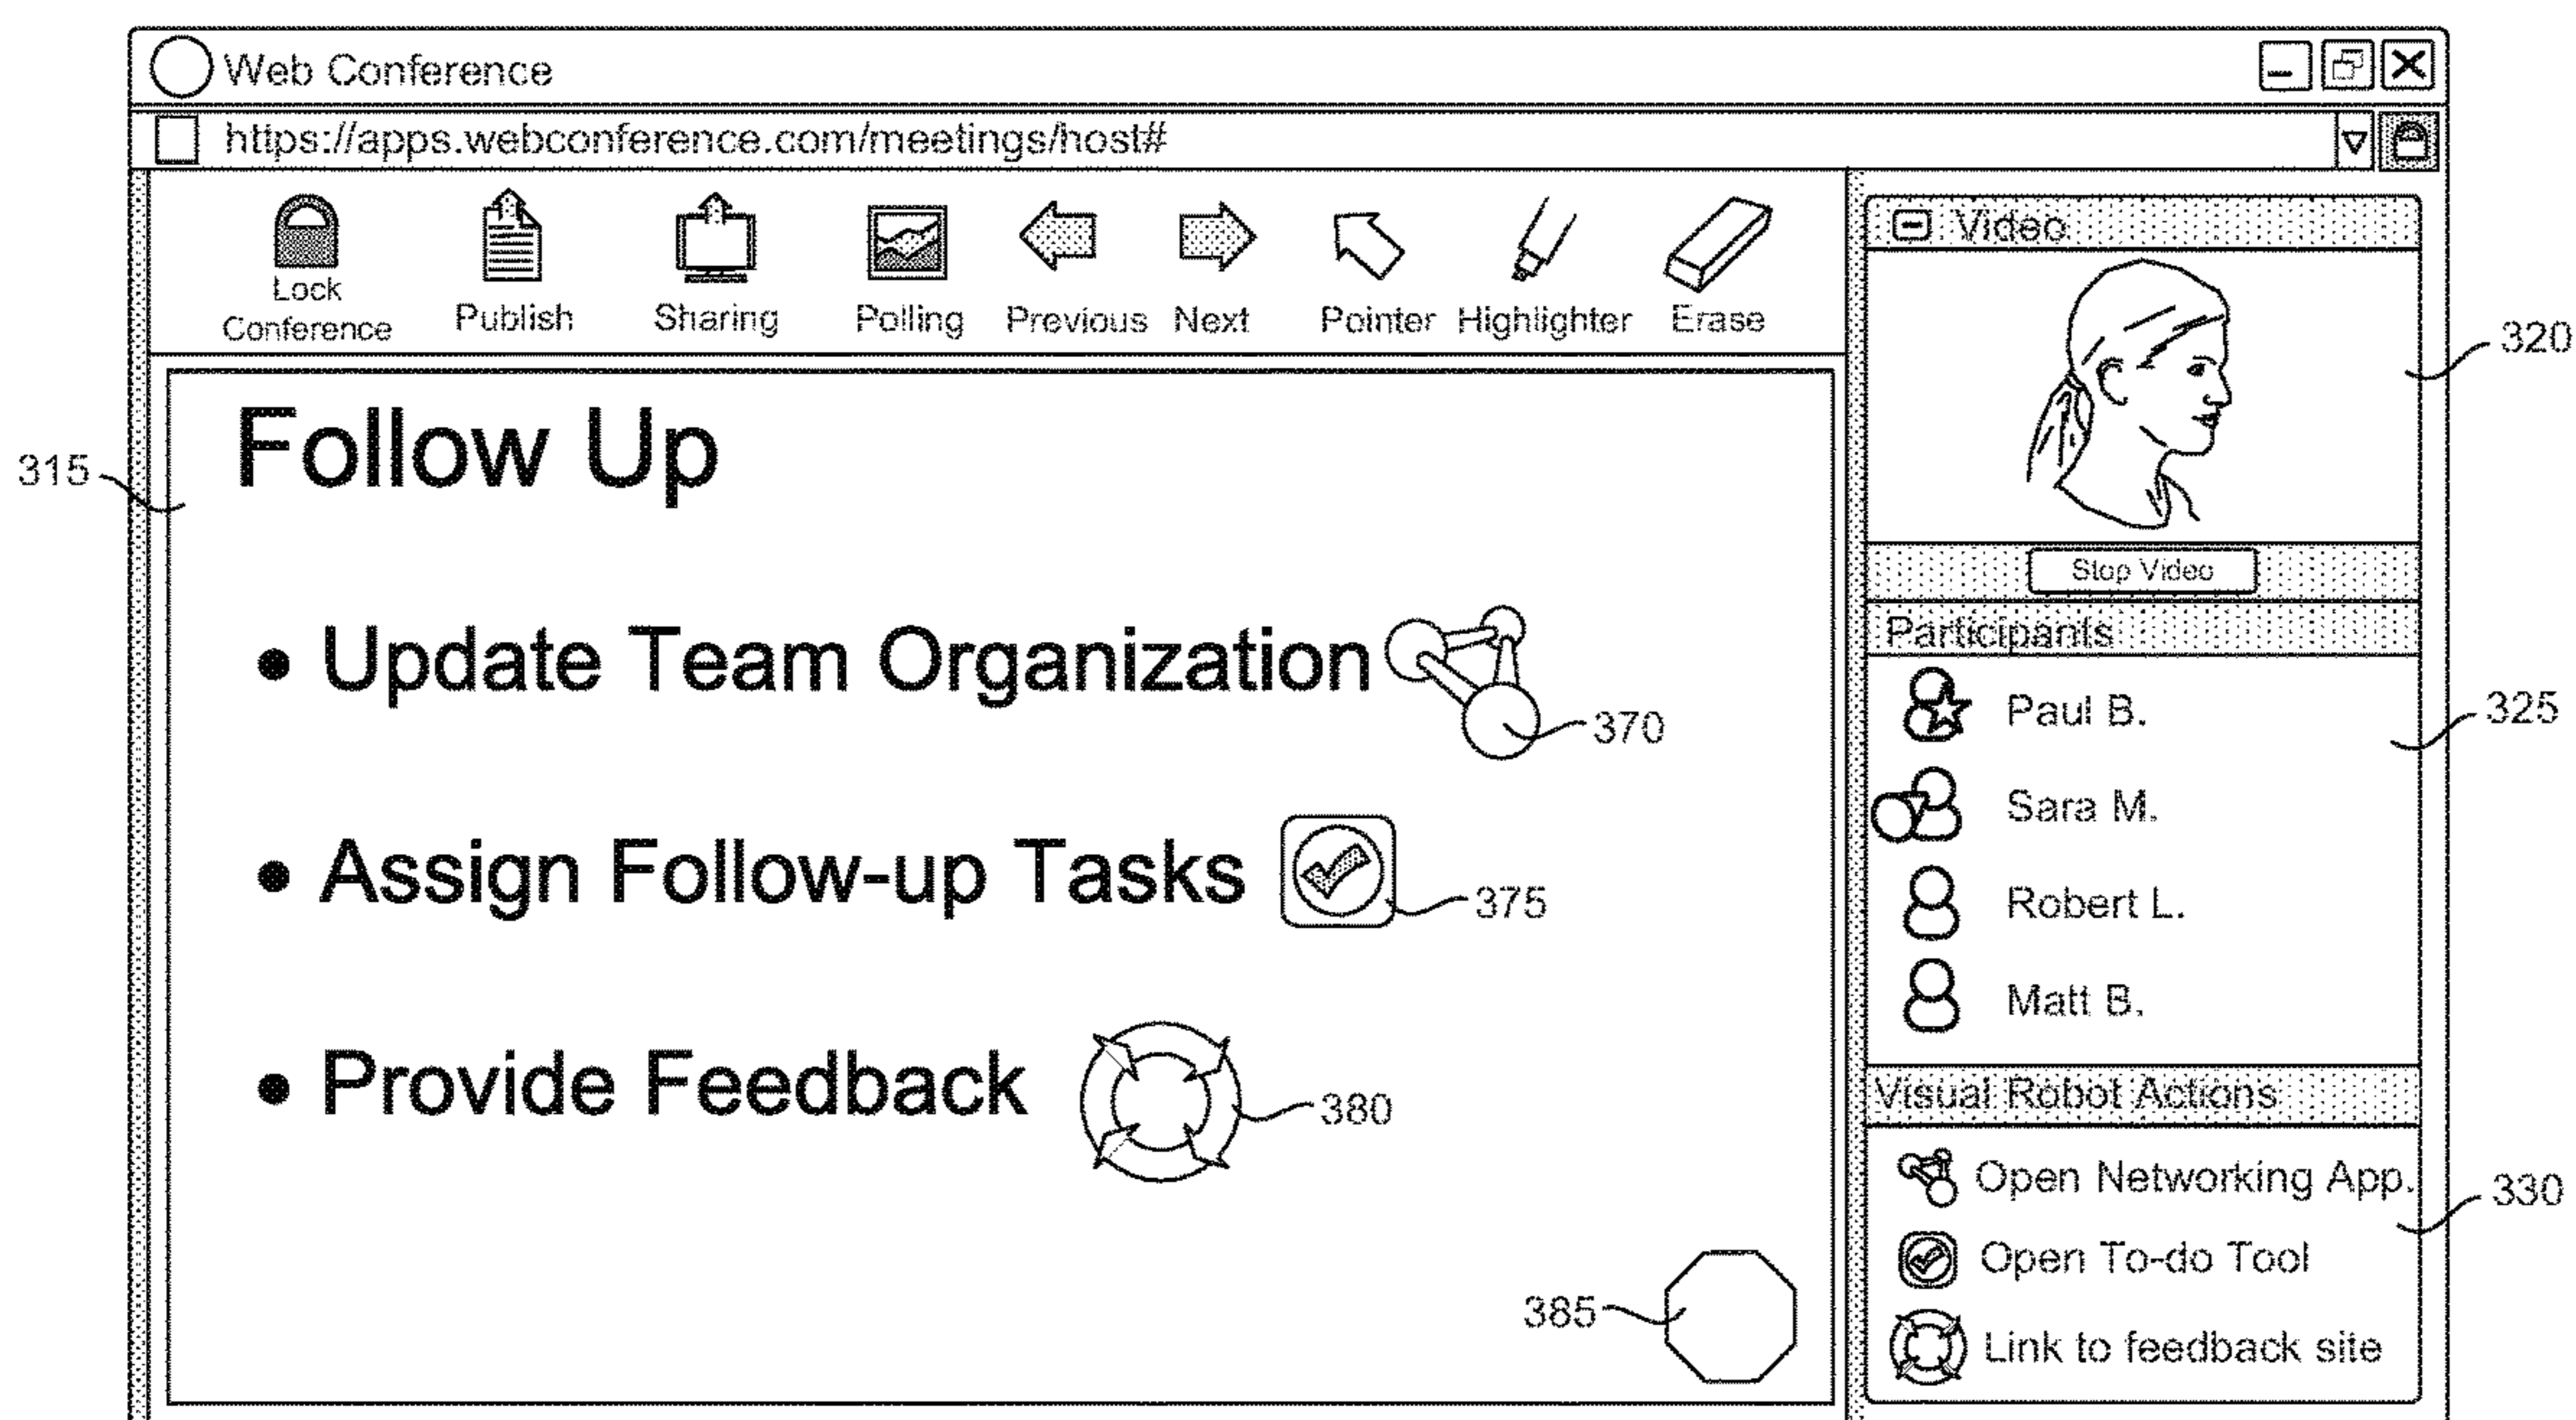 Web Conference
https://apps.webconference.com/meetings/host#
Lock
Conference
Publish
Sharing
Polling
Previous
Next
Pointer
Highlighter
Erase
315
Follow Up
• Update Team Organization
370
• Assign Follow-up Tasks
375
• Provide Feedback
380
385
Video
320
Stop Video
Participants
Paul B.
325
Sara M.
Robert L.
Matt B.
Visual Robot Actions
Open Networking App.
330
Open To-do Tool
Link to feedback site